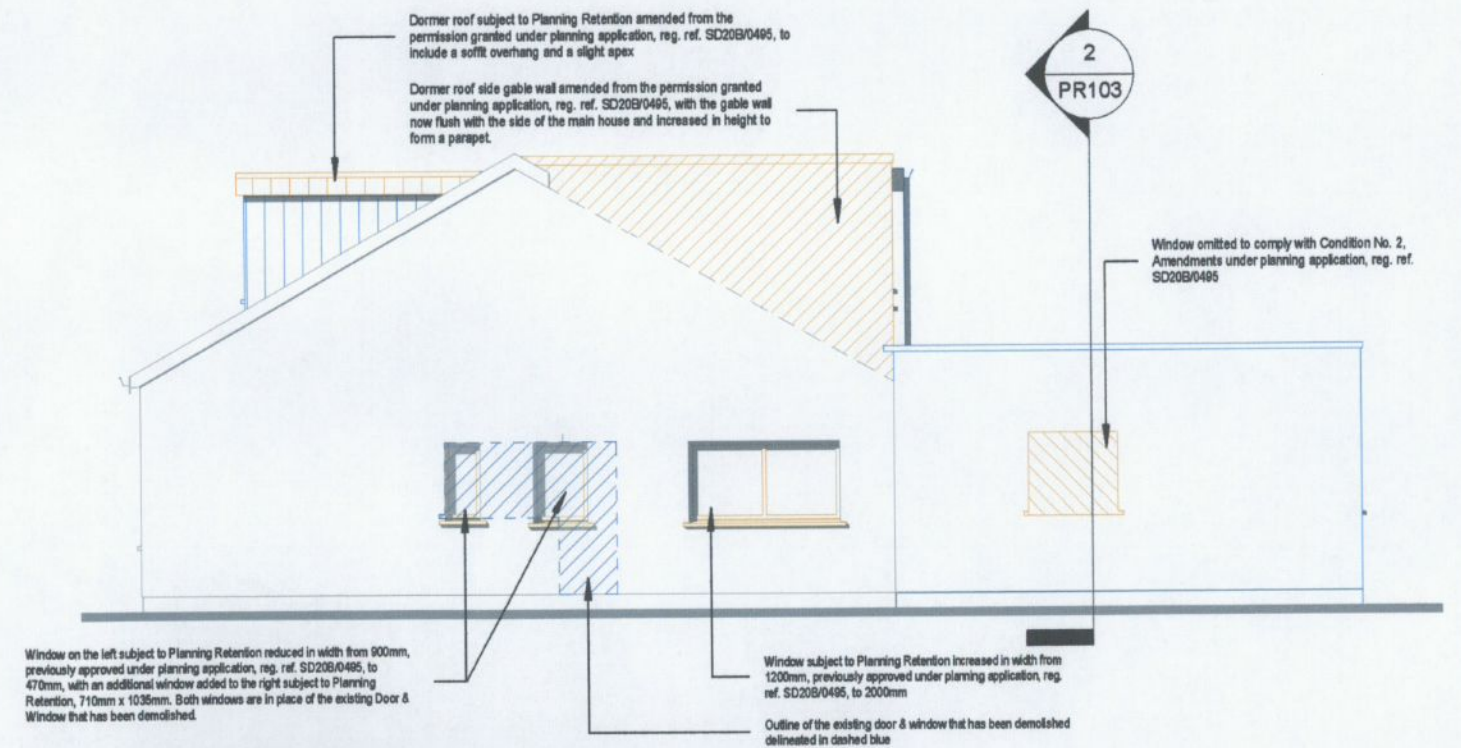 Dormer roof subject to Planning Retention amended from the
permission granted under planning application, reg. ref. SD20B/0495, to
include a soffit overhang and a slight apex
Dormer roof side gable wall amended from the permission granted
under planning application, reg. ref. SD20B/0495, with the gable wall
now flush with the side of the main house and increased in height to
form a parapet.
2
PR103
Window omitted to comply with Condition No. 2,
Amendments under planning application, reg. ref.
SD20B/0495
Window on the left subject to Planning Retention reduced in width from 900mm,
previously approved under planning application, reg. ref. SD20B/0495, to
470mm, with an additional window added to the right subject to Planning
Retention, 710mm x 1035mm. Both windows are in place of the existing Door &
Window that has been demolished.
Window subject to Planning Retention increased in width from
1200mm, previously approved under planning application, reg.
ref. SD20B/0495, to 2000mm
Outline of the existing door & window that has been demolished
delineated in dashed blue